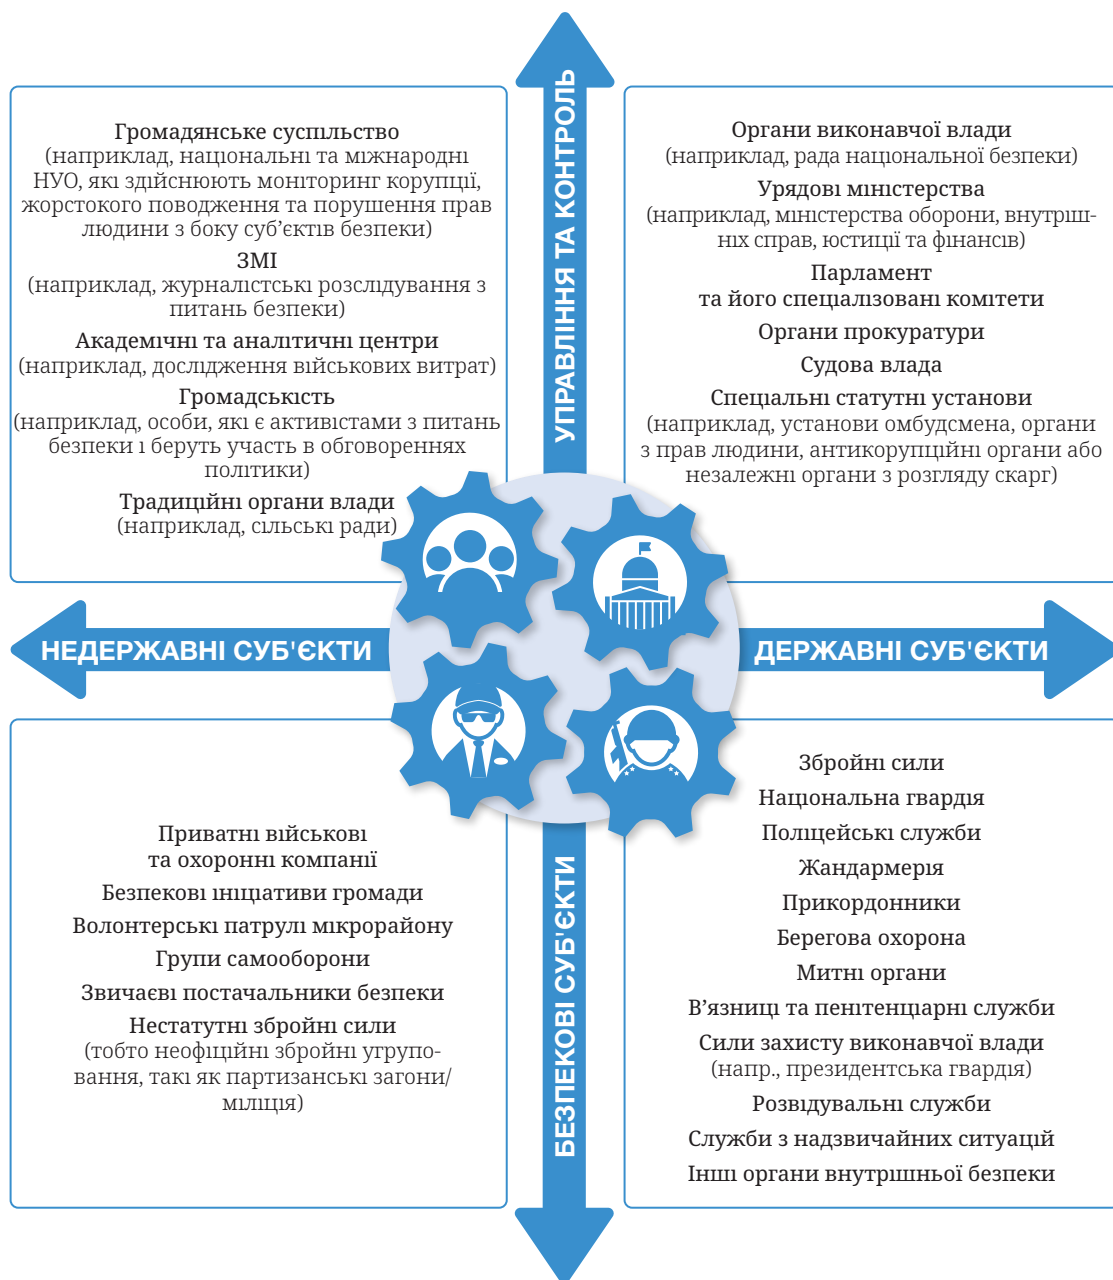 Громадянське суспільство
(наприклад, національні та міжнародні
НУО, які здійснюють моніторинг корупції,
жорстокого поводження та порушення прав
людини з боку суб’єктів безпеки)
ЗМІ
(наприклад, журналістські розслідування з
питань безпеки)
Академічні та аналітичні центри
(наприклад, дослідження військових витрат)
Громадськість
(наприклад, особи, які є активістами з питань
безпеки і беруть участь в обговореннях
політики)
Традиційні органи влади
(наприклад, сільські ради)
УПРАВЛІННЯ ТА КОНТРОЛЬ
Органи виконавчої влади
(наприклад, рада національної безпеки)
Урядові міністерства
(наприклад, міністерства оборони, внутріш-
ніх справ, юстиції та фінансів)
Парламент
та його спеціалізовані комітети
Органи прокуратури
Судова влада
Спеціальні статутні установи
(наприклад, установи омбудсмена, органи
з прав людини, антикорупційні органи або
незалежні органи з розгляду скарг)
НЕДЕРЖАВНІ СУБ'ЄКТИ
ДЕРЖАВНІ СУБ'ЄКТИ
Приватні військові
та охоронні компанії
Безпекові ініціативи громади
Волонтерські патрулі мікрорайону
Групи самооборони
Звичаєві постачальники безпеки
Нестатутні збройні сили
(тобто неофіційні збройні угрупо-
вання, такі як партизанські загони/
міліція)
БЕЗПЕКОВІ СУБ'ЄКТИ
Збройні сили
Національна гвардія
Поліцейські служби
Жандармерія
Прикордонники
Берегова охорона
Митні органи
В’язниці та пенітенціарні служби
Сили захисту виконавчої влади
(напр., президентська гвардія)
Розвідувальні служби
Служби з надзвичайних ситуацій
Інші органи внутрішньої безпеки